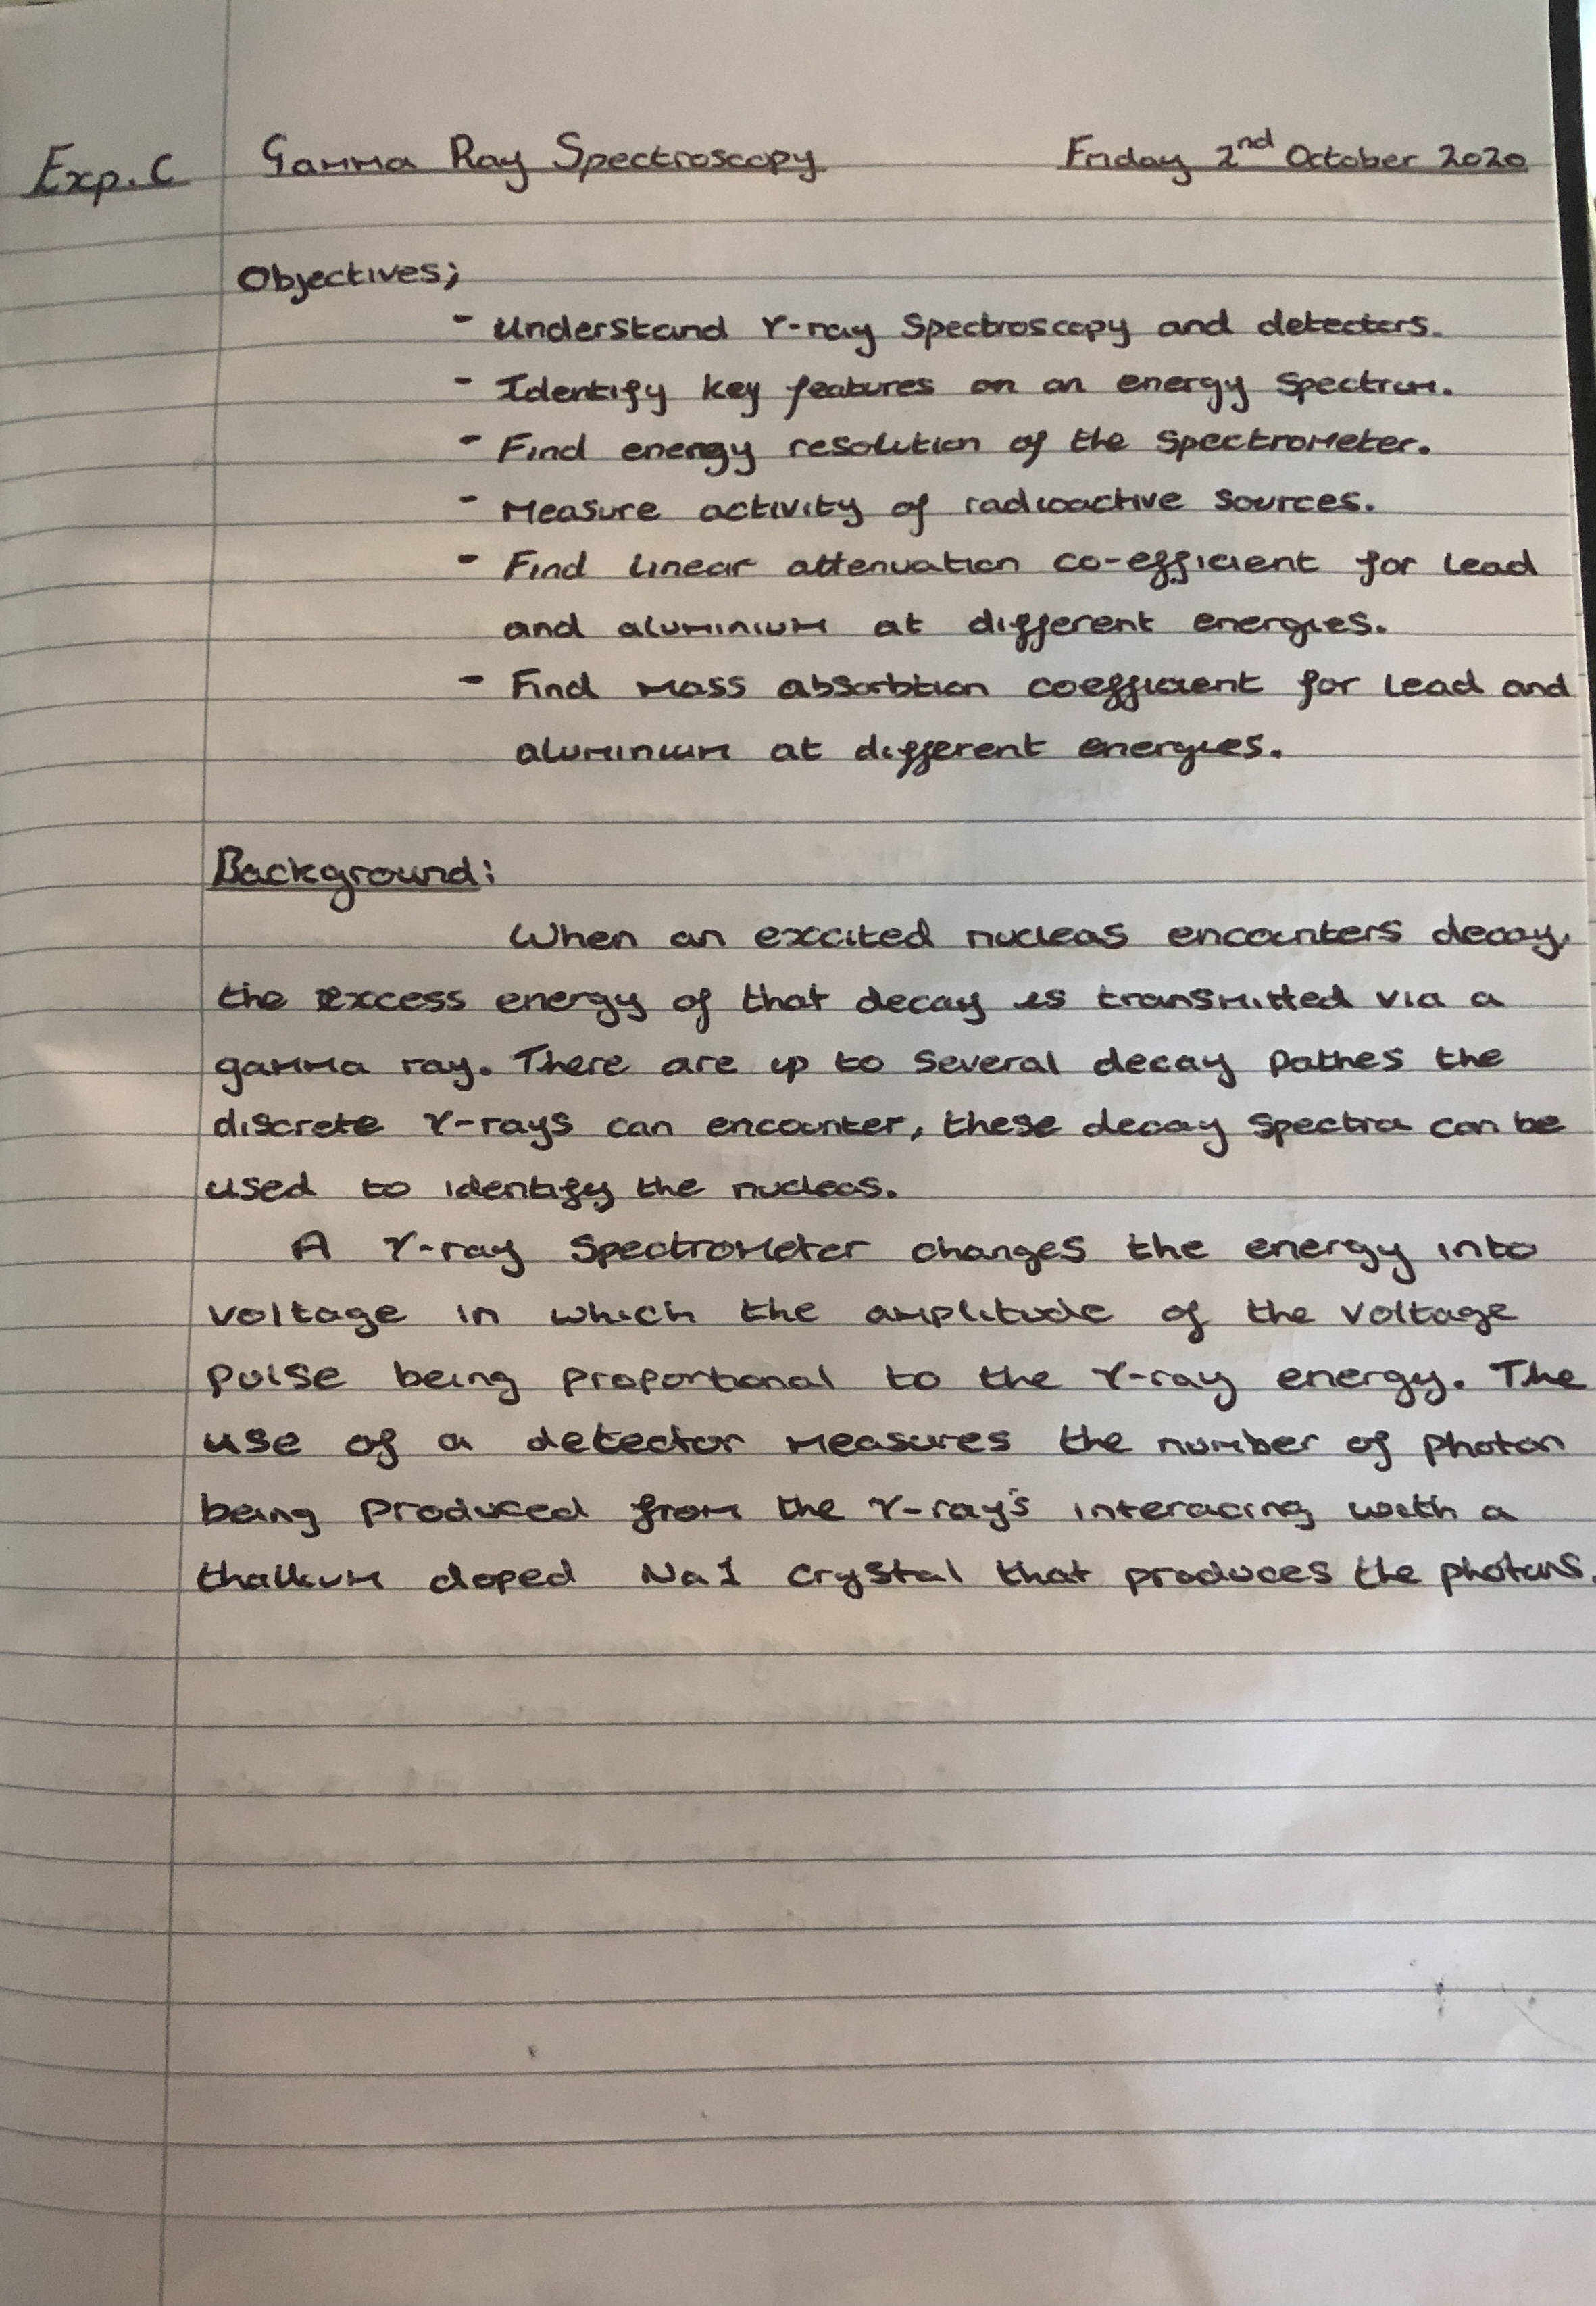 Exp. C Gamma Ray Spectroscopy Friday 2nd October 2020
Objectives;
- Understand γ-ray Spectroscopy and detectors.
- Identify key features on an energy spectrum.
- Find energy resolution of the spectrometer.
- Measure activity of radioactive sources.
- Find linear attenuation co-efficient for lead
and aluminium at different energies.
- Find mass absorbtion coefficient for lead and
aluminium at different energies.
Background:
When an excited nucleas encounters decay,
the excess energy of that decay is transmitted via a
gamma ray. There are up to several decay pathes the
discrete γ-rays can encounter, these decay spectra can be
used to identify the nucleas.
A γ-ray spectrometer changes the energy into
voltage in which the amplitude of the voltage
pulse being proportional to the γ-ray energy. The
use of a detector measures the number of photon
being produced from the γ-ray's interacing with a
thallium doped NaI crystal that produces the photons.